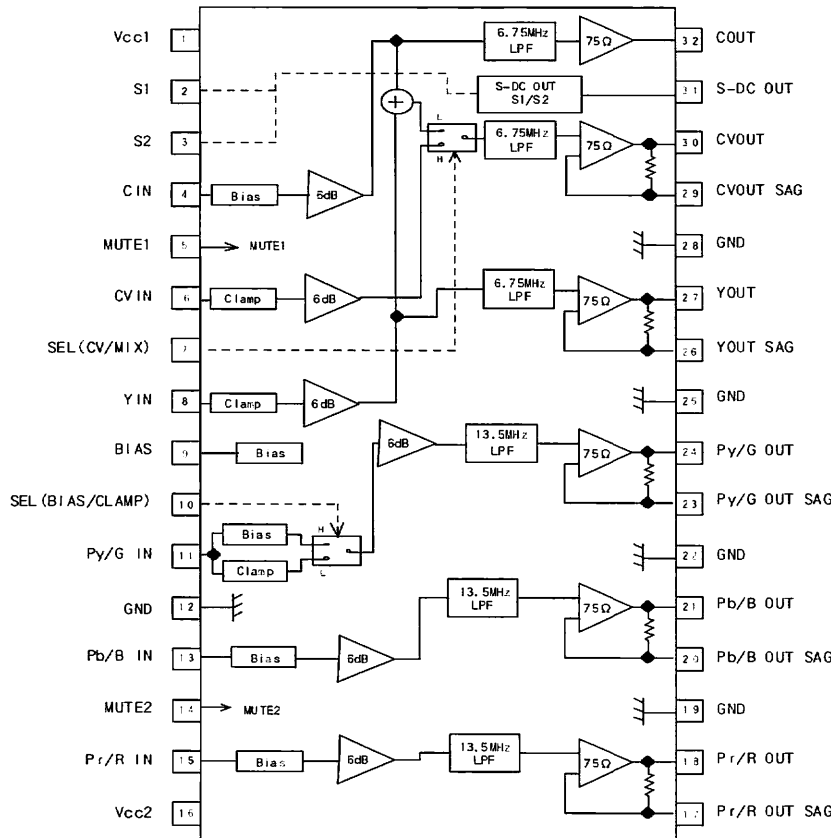 Vcc1 1 6.75MHz LPF 75Ω 32 COUT
S1 2 S-DC OUT S1/S2 31 S-DC OUT
S2 3 L 6.75MHz LPF 75Ω 30 CVOUT
H
CIN 4 Bias 6dB 29 CVOUT SAG
MUTE1 5 MUTE1 28 GND
CVIN 6 Clamp 6dB 6.75MHz LPF 75Ω 27 YOUT
SEL(CV/MIX) 7 26 YOUT SAG
YIN 8 Clamp 6dB 25 GND
BIAS 9 Bias 6dB 13.5MHz LPF 75Ω 24 Py/G OUT
SEL(BIAS/CLAMP) 10 23 Py/G OUT SAG
Bias H
Py/G IN 11 22 GND
Clamp L
GND 12 13.5MHz LPF 75Ω 21 Pb/B OUT
Pb/B IN 13 Bias 6dB 20 Pb/B OUT SAG
MUTE2 14 MUTE2 19 GND
Pr/R IN 15 Bias 6dB 13.5MHz LPF 75Ω 18 Pr/R OUT
Vcc2 16 17 Pr/R OUT SAG